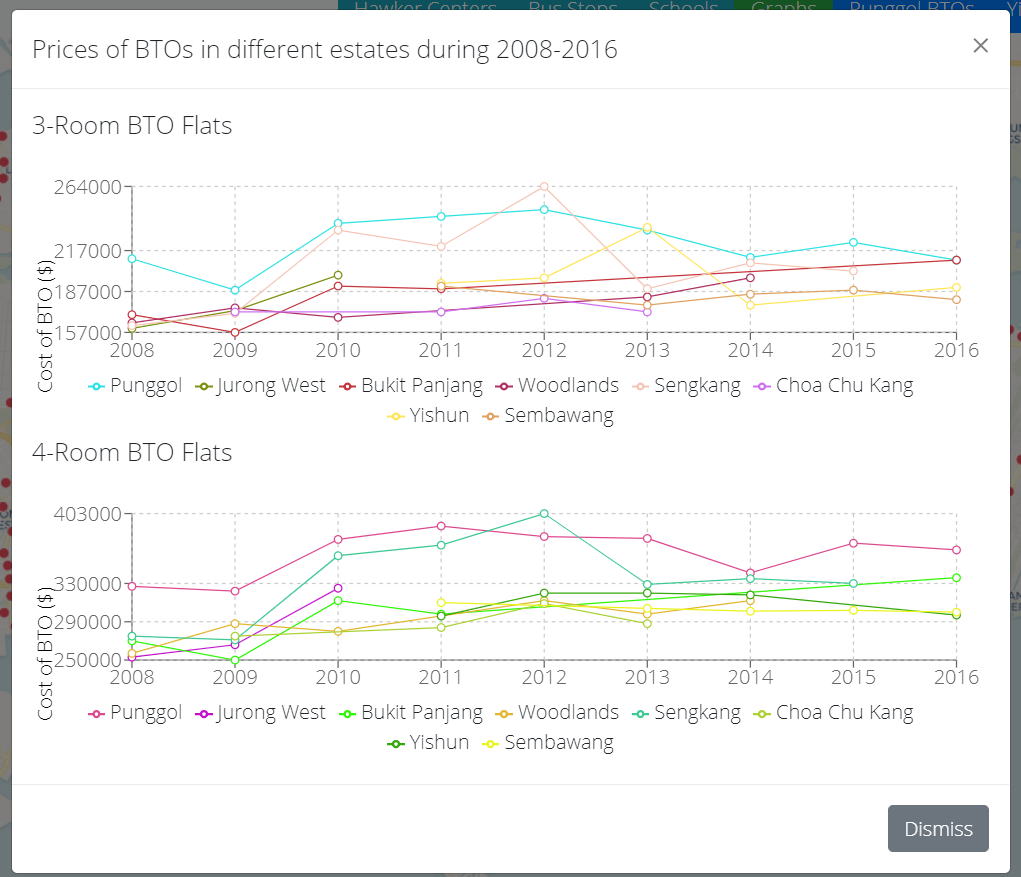 Hawker Centers Bus Stops Schools Graphs Punggol BTOs Yi
Prices of BTOs in different estates during 2008-2016
×
3-Room BTO Flats
264000
217000
187000
157000
Cost of BTO ($)
2008 2009 2010 2011 2012 2013 2014 2015 2016
Punggol Jurong West Bukit Panjang Woodlands Sengkang Choa Chu Kang
Yishun Sembawang
4-Room BTO Flats
403000
330000
290000
250000
Cost of BTO ($)
2008 2009 2010 2011 2012 2013 2014 2015 2016
Punggol Jurong West Bukit Panjang Woodlands Sengkang Choa Chu Kang
Yishun Sembawang
Dismiss